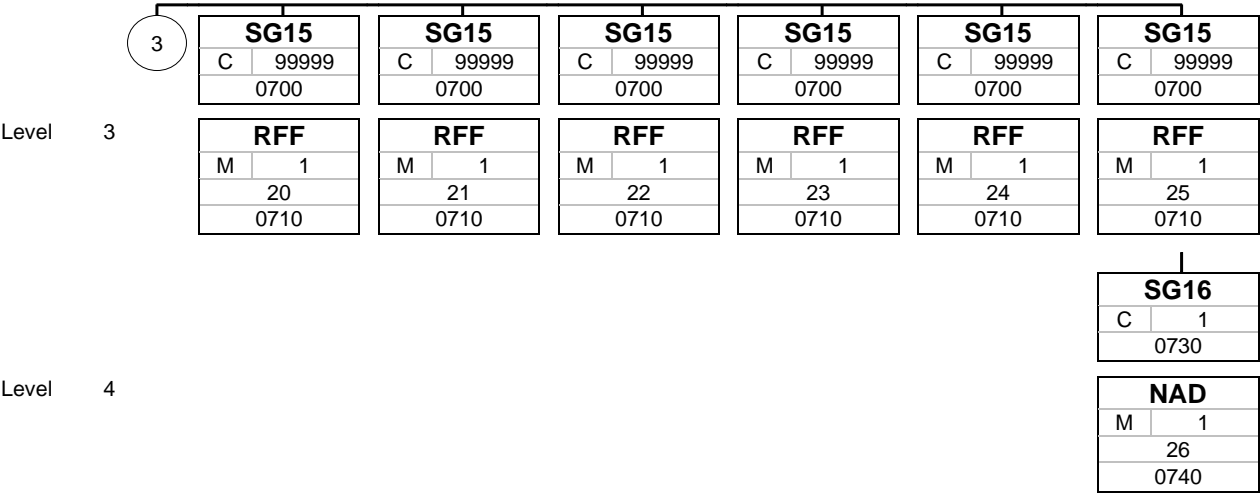 3
SG15 SG15 SG15 SG15 SG15 SG15
C 99999 C 99999 C 99999 C 99999 C 99999 C 99999
0700 0700 0700 0700 0700 0700
Level 3 RFF RFF RFF RFF RFF RFF
M 1 M 1 M 1 M 1 M 1 M 1
20 21 22 23 24 25
0710 0710 0710 0710 0710 0710
SG16
C 1
0730
Level 4 NAD
M 1
26
0740